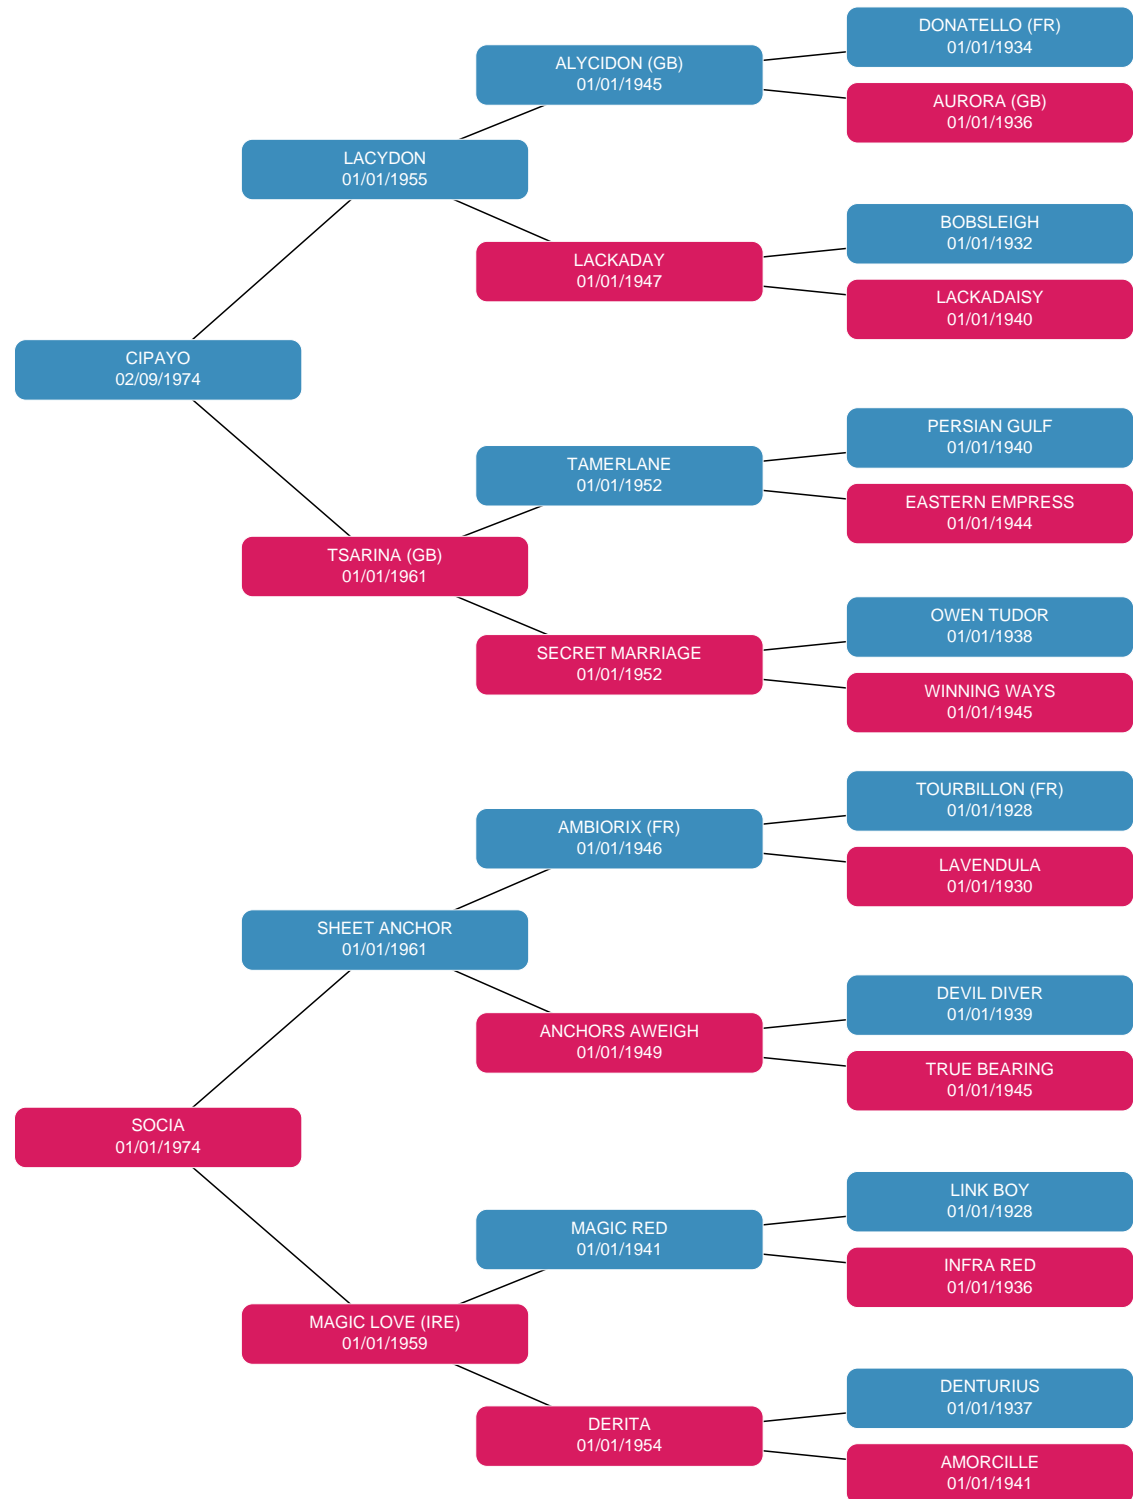 DONATELLO (FR)
01/01/1934
ALYCIDON (GB)
01/01/1945
AURORA (GB)
01/01/1936
LACYDON
01/01/1955
BOBSLEIGH
01/01/1932
LACKADAY
01/01/1947
LACKADAISY
01/01/1940
CIPAYO
02/09/1974
PERSIAN GULF
01/01/1940
TAMERLANE
01/01/1952
EASTERN EMPRESS
01/01/1944
TSARINA (GB)
01/01/1961
OWEN TUDOR
01/01/1938
SECRET MARRIAGE
01/01/1952
WINNING WAYS
01/01/1945
TOURBILLON (FR)
01/01/1928
AMBIORIX (FR)
01/01/1946
LAVENDULA
01/01/1930
SHEET ANCHOR
01/01/1961
DEVIL DIVER
01/01/1939
ANCHORS AWEIGH
01/01/1949
TRUE BEARING
01/01/1945
SOCIA
01/01/1974
LINK BOY
01/01/1928
MAGIC RED
01/01/1941
INFRA RED
01/01/1936
MAGIC LOVE (IRE)
01/01/1959
DENTURIUS
01/01/1937
DERITA
01/01/1954
AMORCILLE
01/01/1941